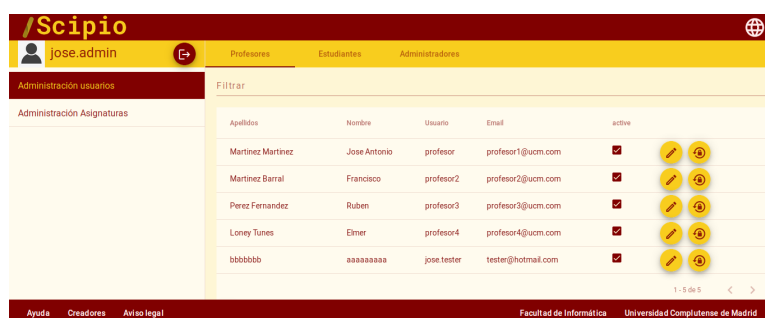 /Scipio
jose.admin
Profesores Estudiantes Administradores
Administración usuarios
Filtrar
Administración Asignaturas
Apellidos Nombre Usuario Email active
Martinez Martinez Jose Antonio profesor profesor1@ucm.com
Martinez Barral Francisco profesor2 profesor2@ucm.com
Perez Fernandez Ruben profesor3 profesor3@ucm.com
Loney Tunes Elmer profesor4 profesor4@ucm.com
bbbbbbb aaaaaaaaa jose.tester tester@hotmail.com
1 - 5 de 5
Ayuda Creadores Aviso legal Facultad de Informática Universidad Complutense de Madrid